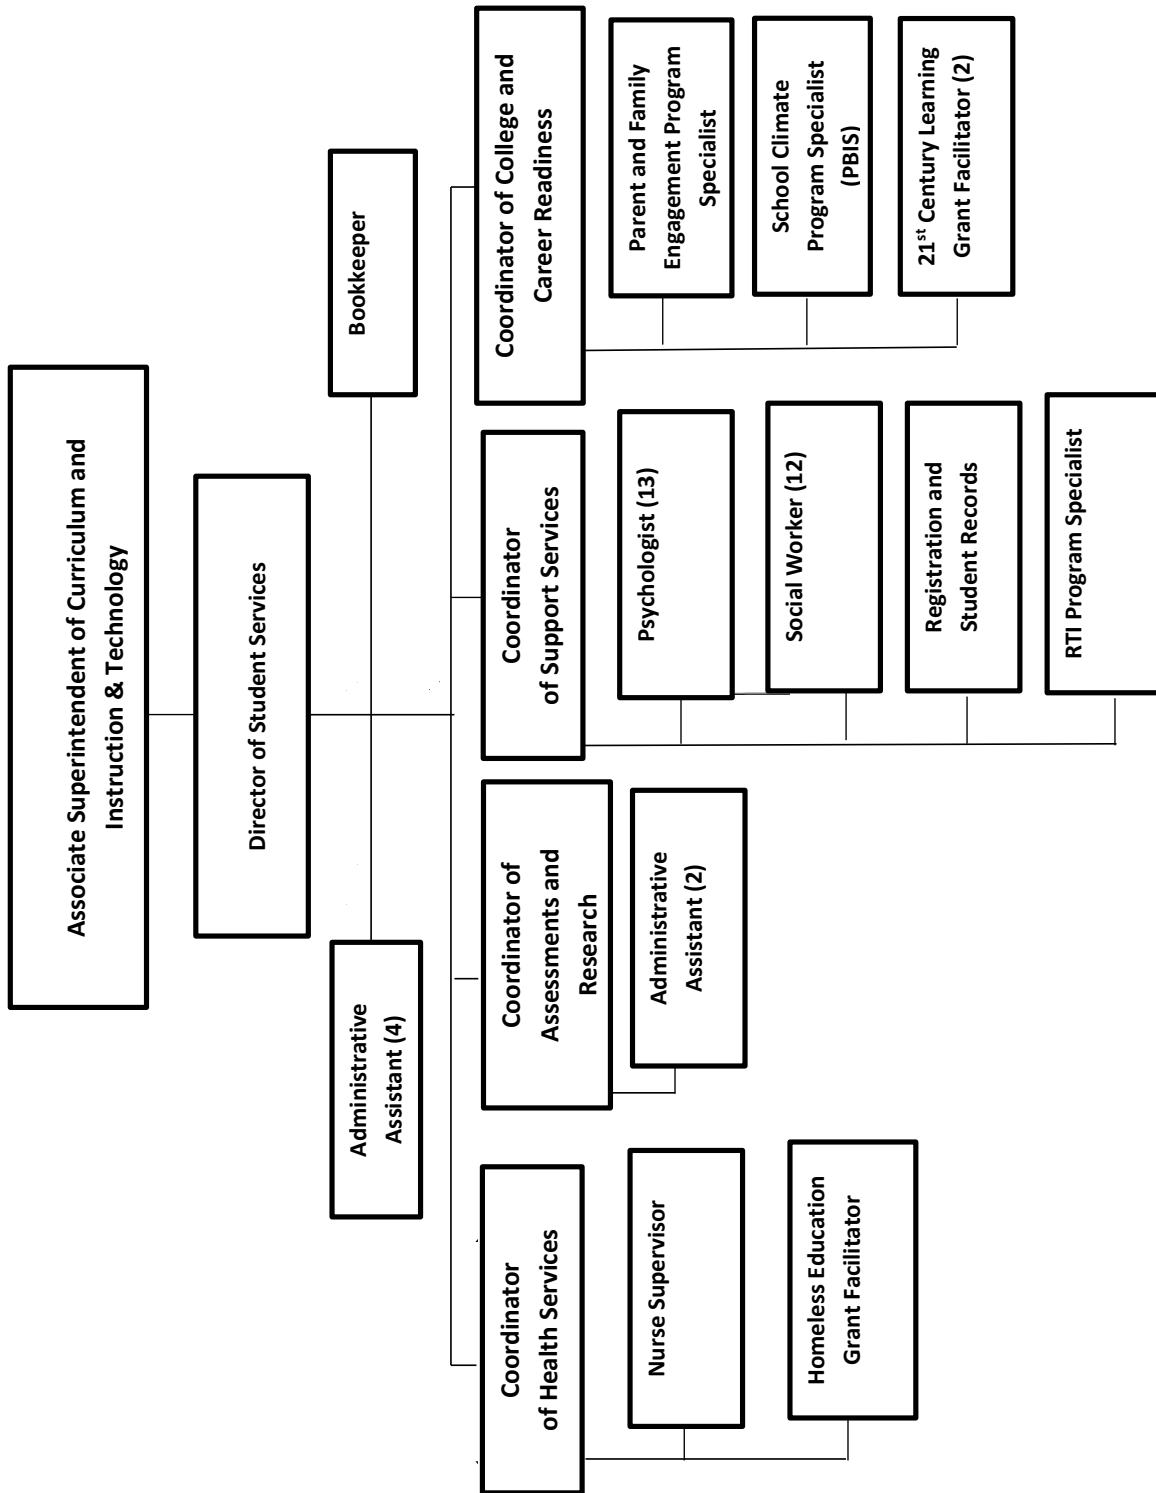 Associate Superintendent of Curriculum and
Instruction & Technology
Director of Student Services
Administrative
Assistant (4)
Bookkeeper
Coordinator
of Health Services
Nurse Supervisor
Homeless Education
Grant Facilitator
Coordinator of
Assessments and
Research
Administrative
Assistant (2)
Coordinator
of Support Services
Psychologist (13)
Social Worker (12)
Registration and
Student Records
RTI Program Specialist
Coordinator of College and
Career Readiness
Parent and Family
Engagement Program
Specialist
School Climate
Program Specialist
(PBIS)
21st Century Learning
Grant Facilitator (2)